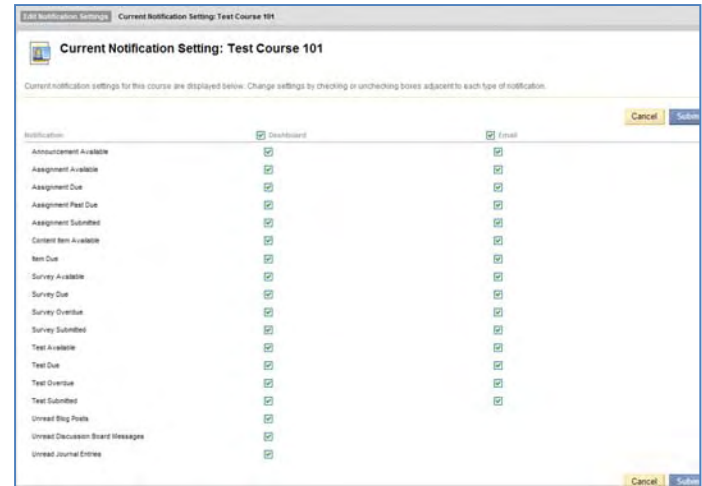 Edit Notification Settings Current Notification Setting: Test Course 101
Current Notification Setting: Test Course 101
Current notification settings for this course are displayed below. Change settings by checking or unchecking boxes adjacent to each type of notification.
Cancel Subm
Notification Dashboard Email
Announcement Available
Assignment Available
Assignment Due
Assignment Past Due
Assignment Submitted
Content Item Available
Item Due
Survey Available
Survey Due
Survey Overdue
Survey Submitted
Test Available
Test Due
Test Overdue
Test Submitted
Unread Blog Posts
Unread Discussion Board Messages
Unread Journal Entries
Cancel Subm